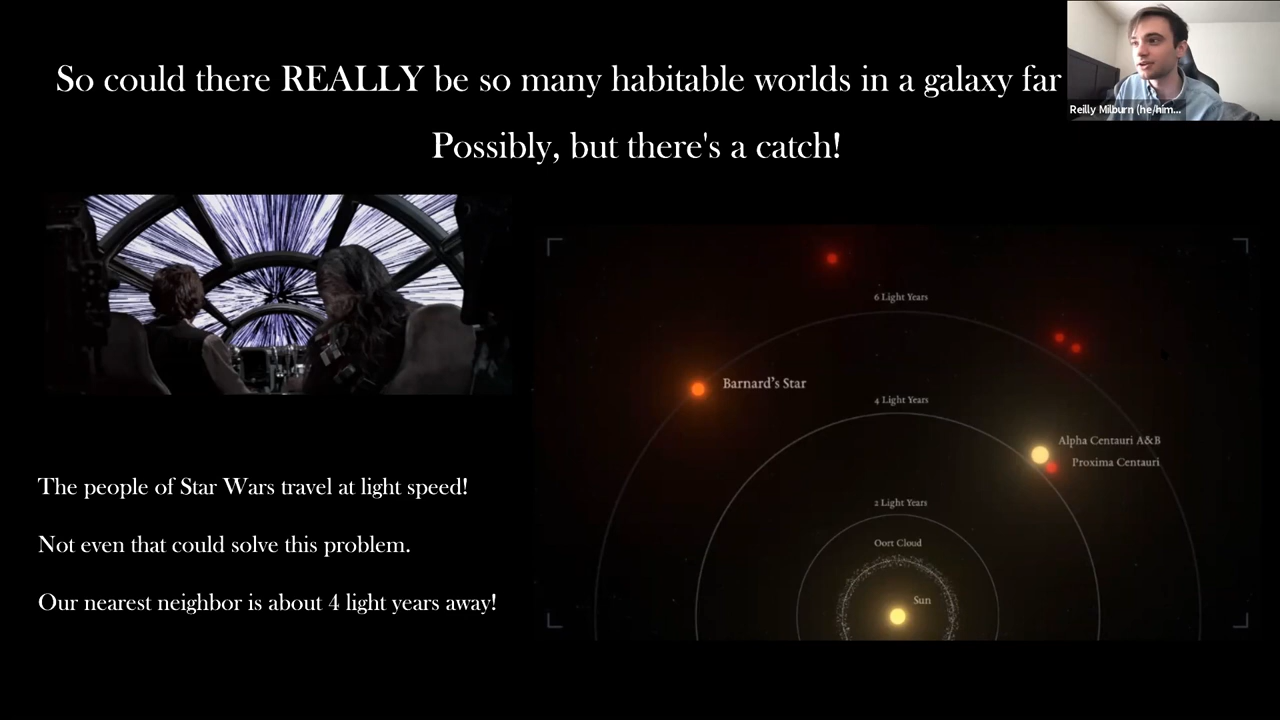 So could there REALLY be so many habitable worlds in a galaxy far
Reilly Milburn (he/him...
Possibly, but there's a catch!
6 Light Years
Barnard's Star
4 Light Years
Alpha Centauri A&B
Proxima Centauri
The people of Star Wars travel at light speed!
2 Light Years
Not even that could solve this problem.
Oort Cloud
Our nearest neighbor is about 4 light years away!
Sun